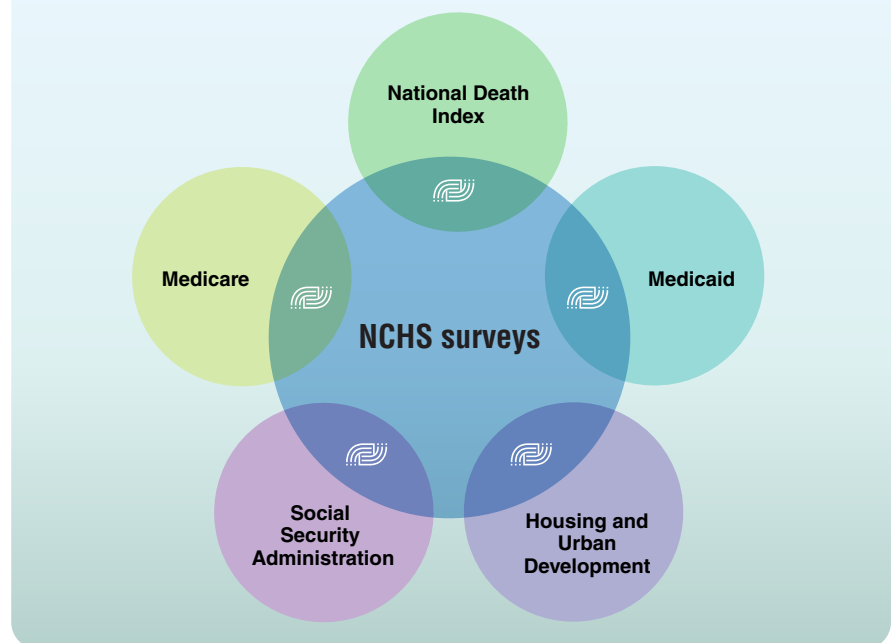 National Death
Index
Medicare
Medicaid
NCHS surveys
Social
Security
Administration
Housing and
Urban
Development